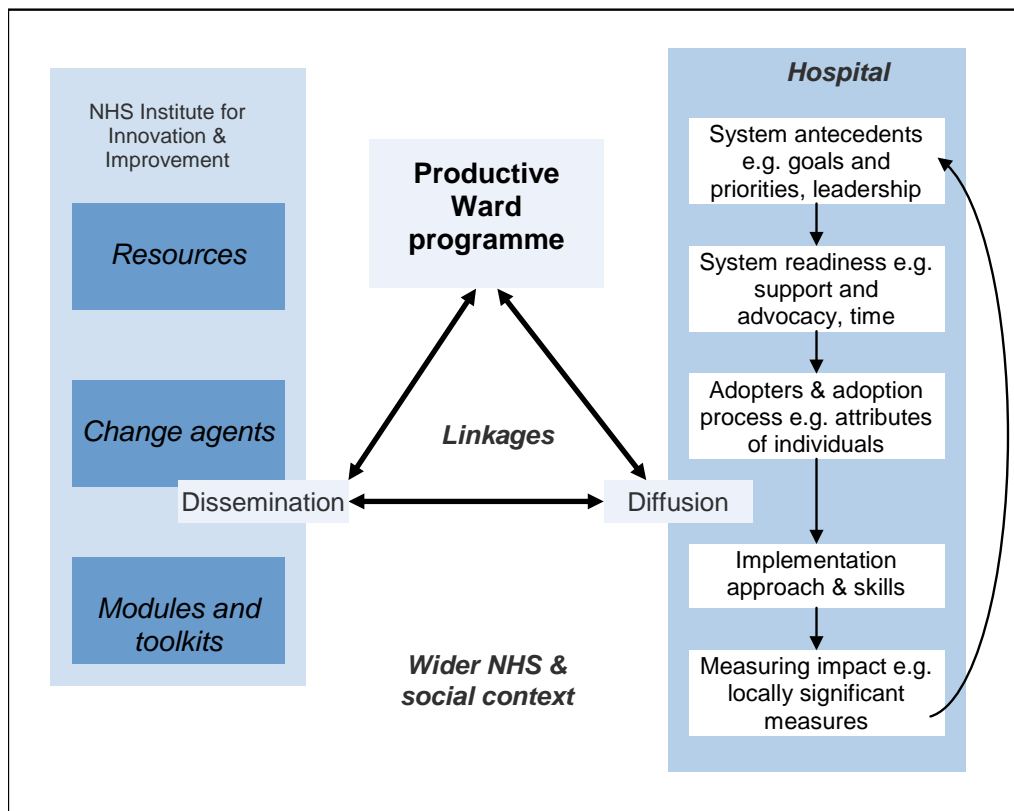 NHS Institute for
Innovation &
Improvement
Resources
Change agents
Dissemination
Modules and
toolkits
Productive
Ward
programme
Linkages
Diffusion
Wider NHS &
social context
Hospital
System antecedents
e.g. goals and
priorities, leadership
System readiness e.g.
support and
advocacy, time
Adopters & adoption
process e.g. attributes
of individuals
Implementation
approach & skills
Measuring impact e.g.
locally significant
measures